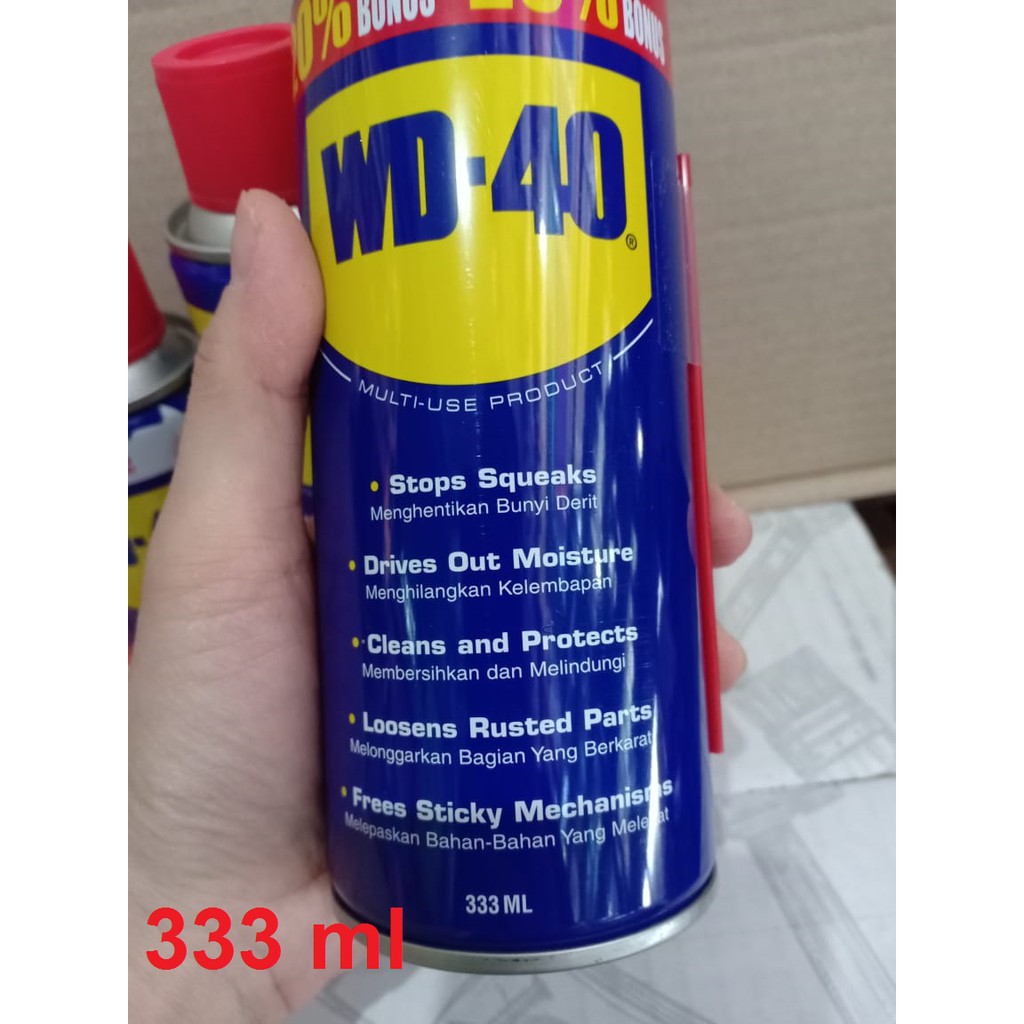 20% BONUS 20% BONUS
WD-40®
MULTI-USE PRODUCT
• Stops Squeaks
Menghentikan Bunyi Derit
• Drives Out Moisture
Menghilangkan Kelembapan
• Cleans and Protects
Membersihkan dan Melindungi
• Loosens Rusted Parts
Melonggarkan Bagian Yang Berkarat
• Frees Sticky Mechanisms
Melepaskan Bahan-Bahan Yang Melekat
333 ML
333 ml